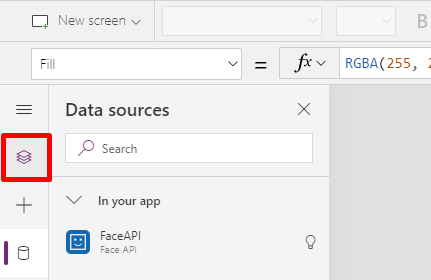 New screen
B
Fill
=
fx
RGBA(255, 2
Data sources
Search
In your app
FaceAPI
Face API